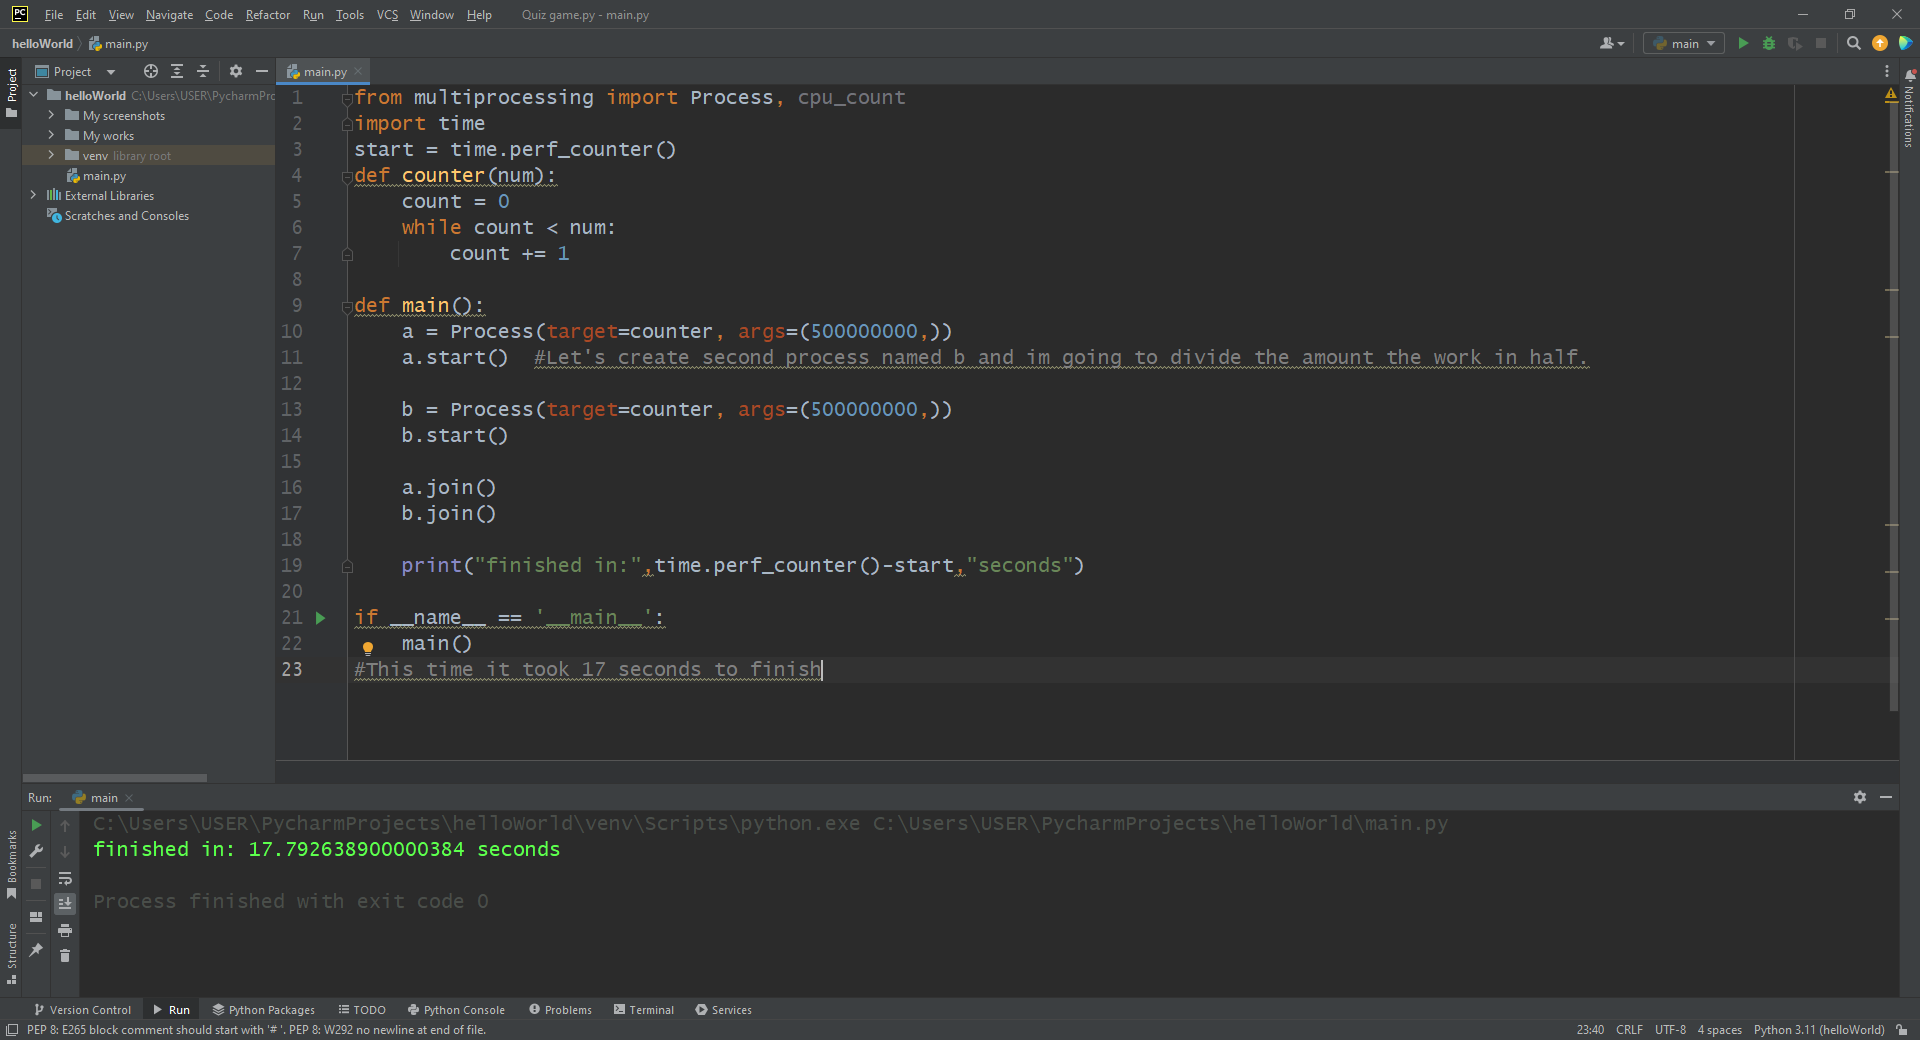 PC File Edit View Navigate Code Refactor Run Tools VCS Window Help Quiz game.py - main.py
helloWorld main.py main
Project main.py
Project
Notifications
helloWorld C:\Users\USER\PycharmPro
My screenshots
My works
venv library root
main.py
External Libraries
Scratches and Consoles
1 from multiprocessing import Process, cpu_count
2 import time
3 start = time.perf_counter()
4 def counter(num):
5 count = 0
6 while count < num:
7 count += 1
8
9 def main():
10 a = Process(target=counter, args=(500000000,))
11 a.start()  #Let's create second process named b and im going to divide the amount the work in half.
12
13 b = Process(target=counter, args=(500000000,))
14 b.start()
15
16 a.join()
17 b.join()
18
19 print("finished in:",time.perf_counter()-start,"seconds")
20
21 if __name__ == '__main__':
22 main()
23 #This time it took 17 seconds to finish
Run: main
C:\Users\USER\PycharmProjects\helloWorld\venv\Scripts\python.exe C:\Users\USER\PycharmProjects\helloWorld\main.py
finished in: 17.792638900000384 seconds
Process finished with exit code 0
Bookmarks
Structure
Version Control Run Python Packages TODO Python Console Problems Terminal Services
PEP 8: E265 block comment should start with '# '. PEP 8: W292 no newline at end of file. 23:40 CRLF UTF-8 4 spaces Python 3.11 (helloWorld)